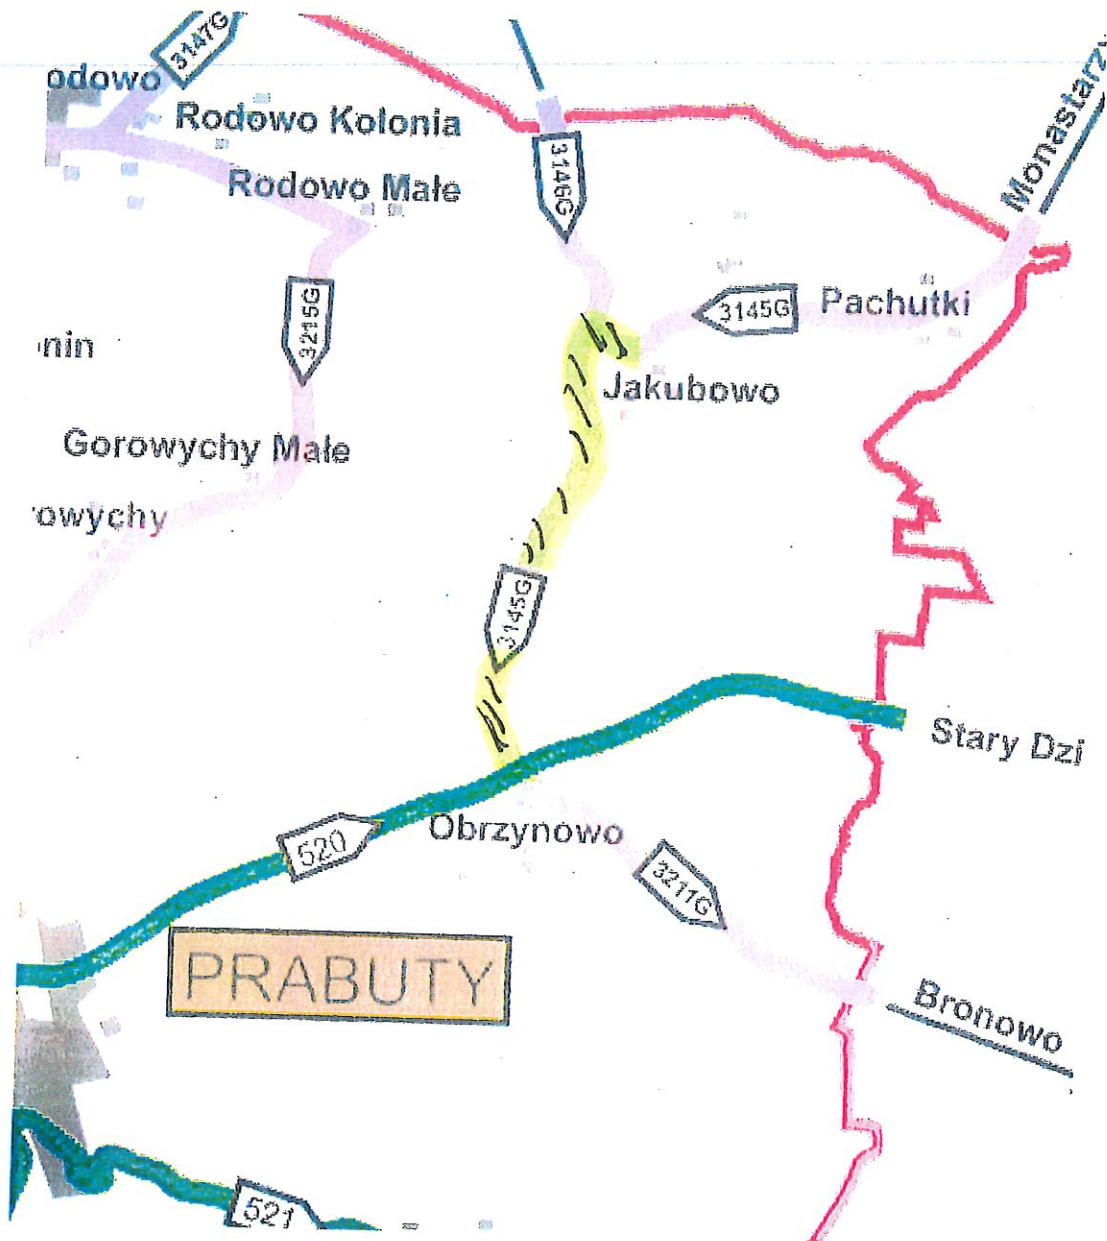 3147G
odowo
Rodowo Kolonia
Monastarzy
3146G
Rodowo Małe
3215G
3145G
Pachutki
nin
Jakubowo
Gorowychy Małe
owychy
3145G
Stary Dzi
520
Obrzynowo
3211G
PRABUTY
Bronowo
521